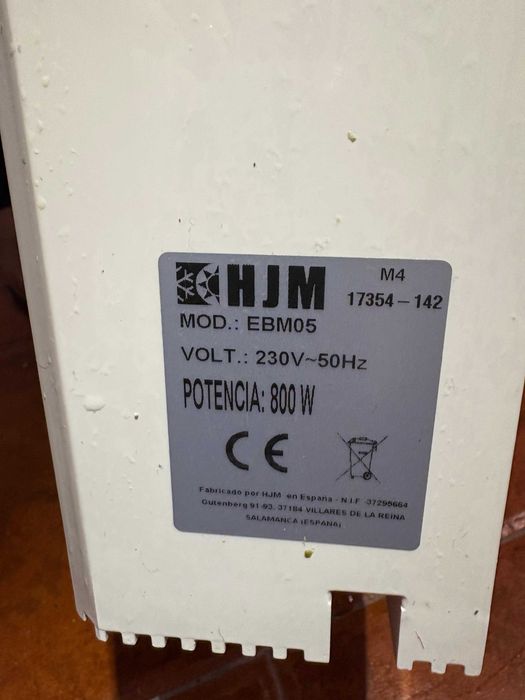 HJM
M4
17354-142
MOD.: EBM05
VOLT.: 230V~50Hz
POTENCIA: 800 W
CE
Fabricado por HJM en España - N.I.F 37295664
Gutenberg 91-93, 37184 VILLARES DE LA REINA
SALAMANCA (ESPAÑA)